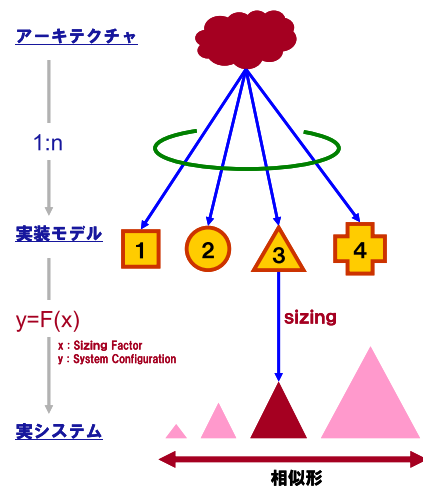 アーキテクチャ
1:n
実装モデル
1
2
3
4
y=F(x)
x : Sizing Factor
y : System Configuration
sizing
実システム
相似形